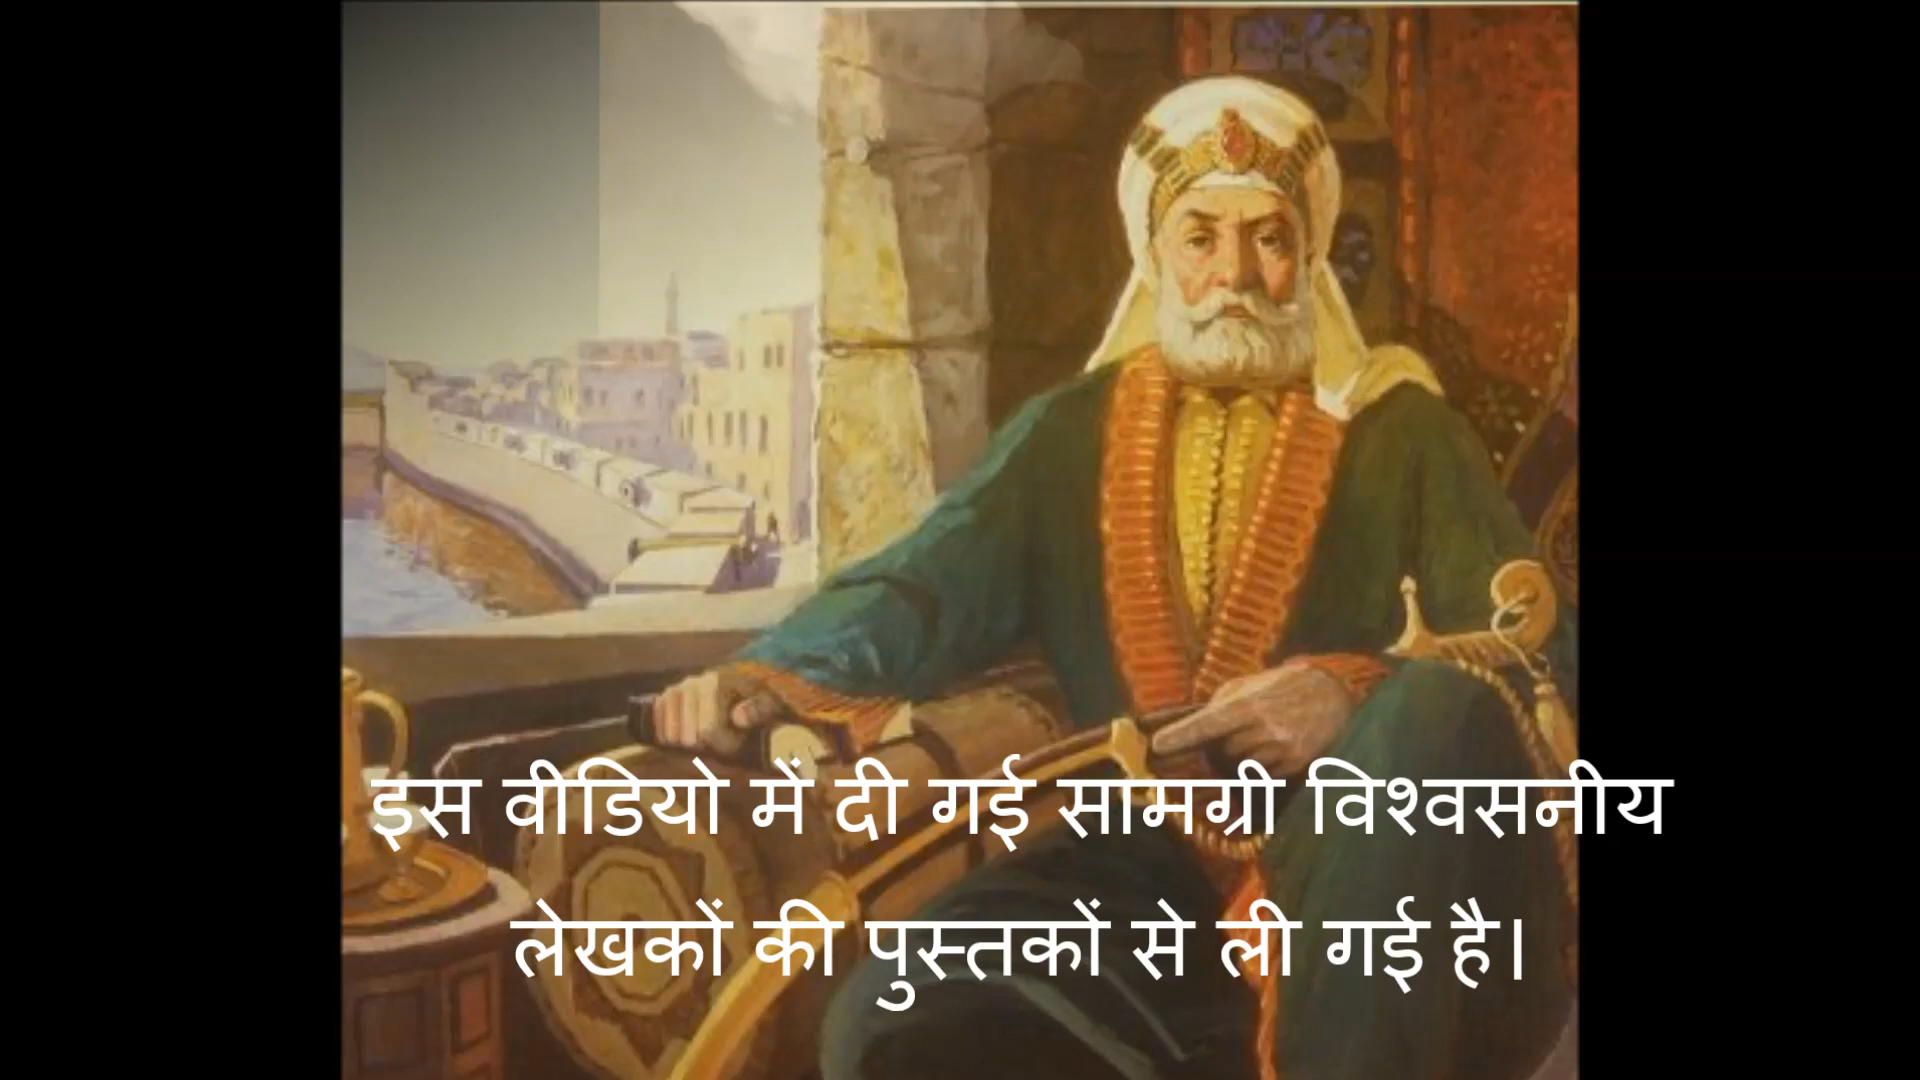 इस वीडियो में दी गई सामग्री विश्वसनीय
लेखकों की पुस्तकों से ली गई है।